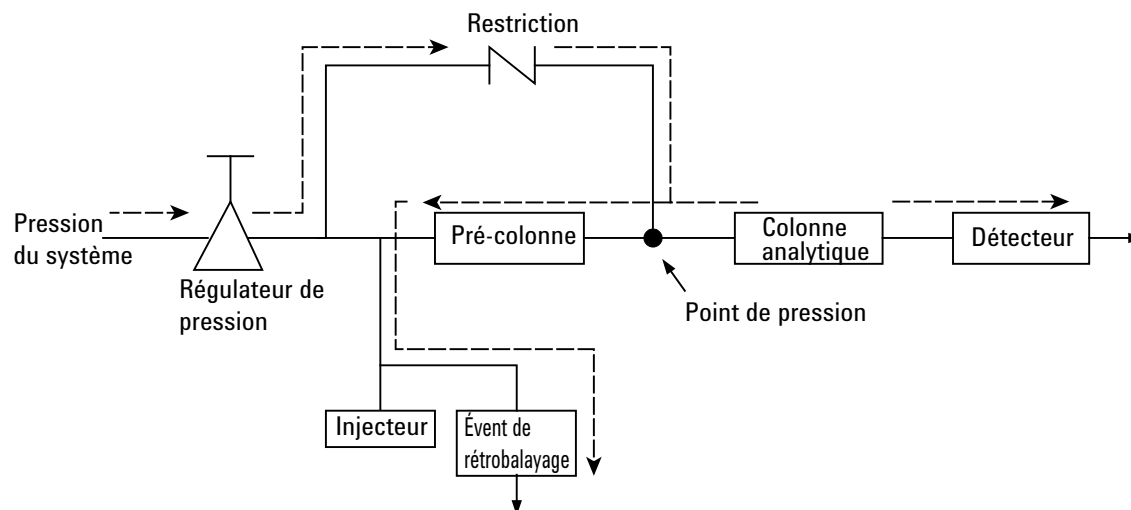 Restriction
Pression
du système
Régulateur de
pression
Pré-colonne
Colonne
analytique
Détecteur
Point de pression
Injecteur
Évent de
rétrobalayage